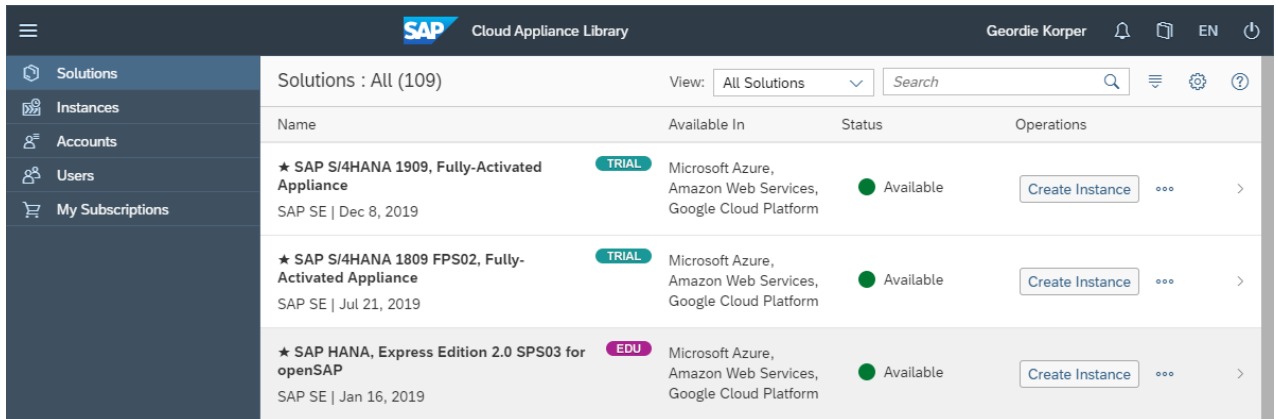 SAP Cloud Appliance Library Geordie Korper EN
Solutions
Instances
Accounts
Users
My Subscriptions
Solutions : All (109) View: All Solutions Search
Name Available In Status Operations
★ SAP S/4HANA 1909, Fully-Activated
Appliance
SAP SE | Dec 8, 2019
TRIAL
Microsoft Azure,
Amazon Web Services,
Google Cloud Platform
Available
Create Instance
★ SAP S/4HANA 1809 FPS02, Fully-
Activated Appliance
SAP SE | Jul 21, 2019
TRIAL
Microsoft Azure,
Amazon Web Services,
Google Cloud Platform
Available
Create Instance
★ SAP HANA, Express Edition 2.0 SPS03 for
openSAP
SAP SE | Jan 16, 2019
EDU
Microsoft Azure,
Amazon Web Services,
Google Cloud Platform
Available
Create Instance